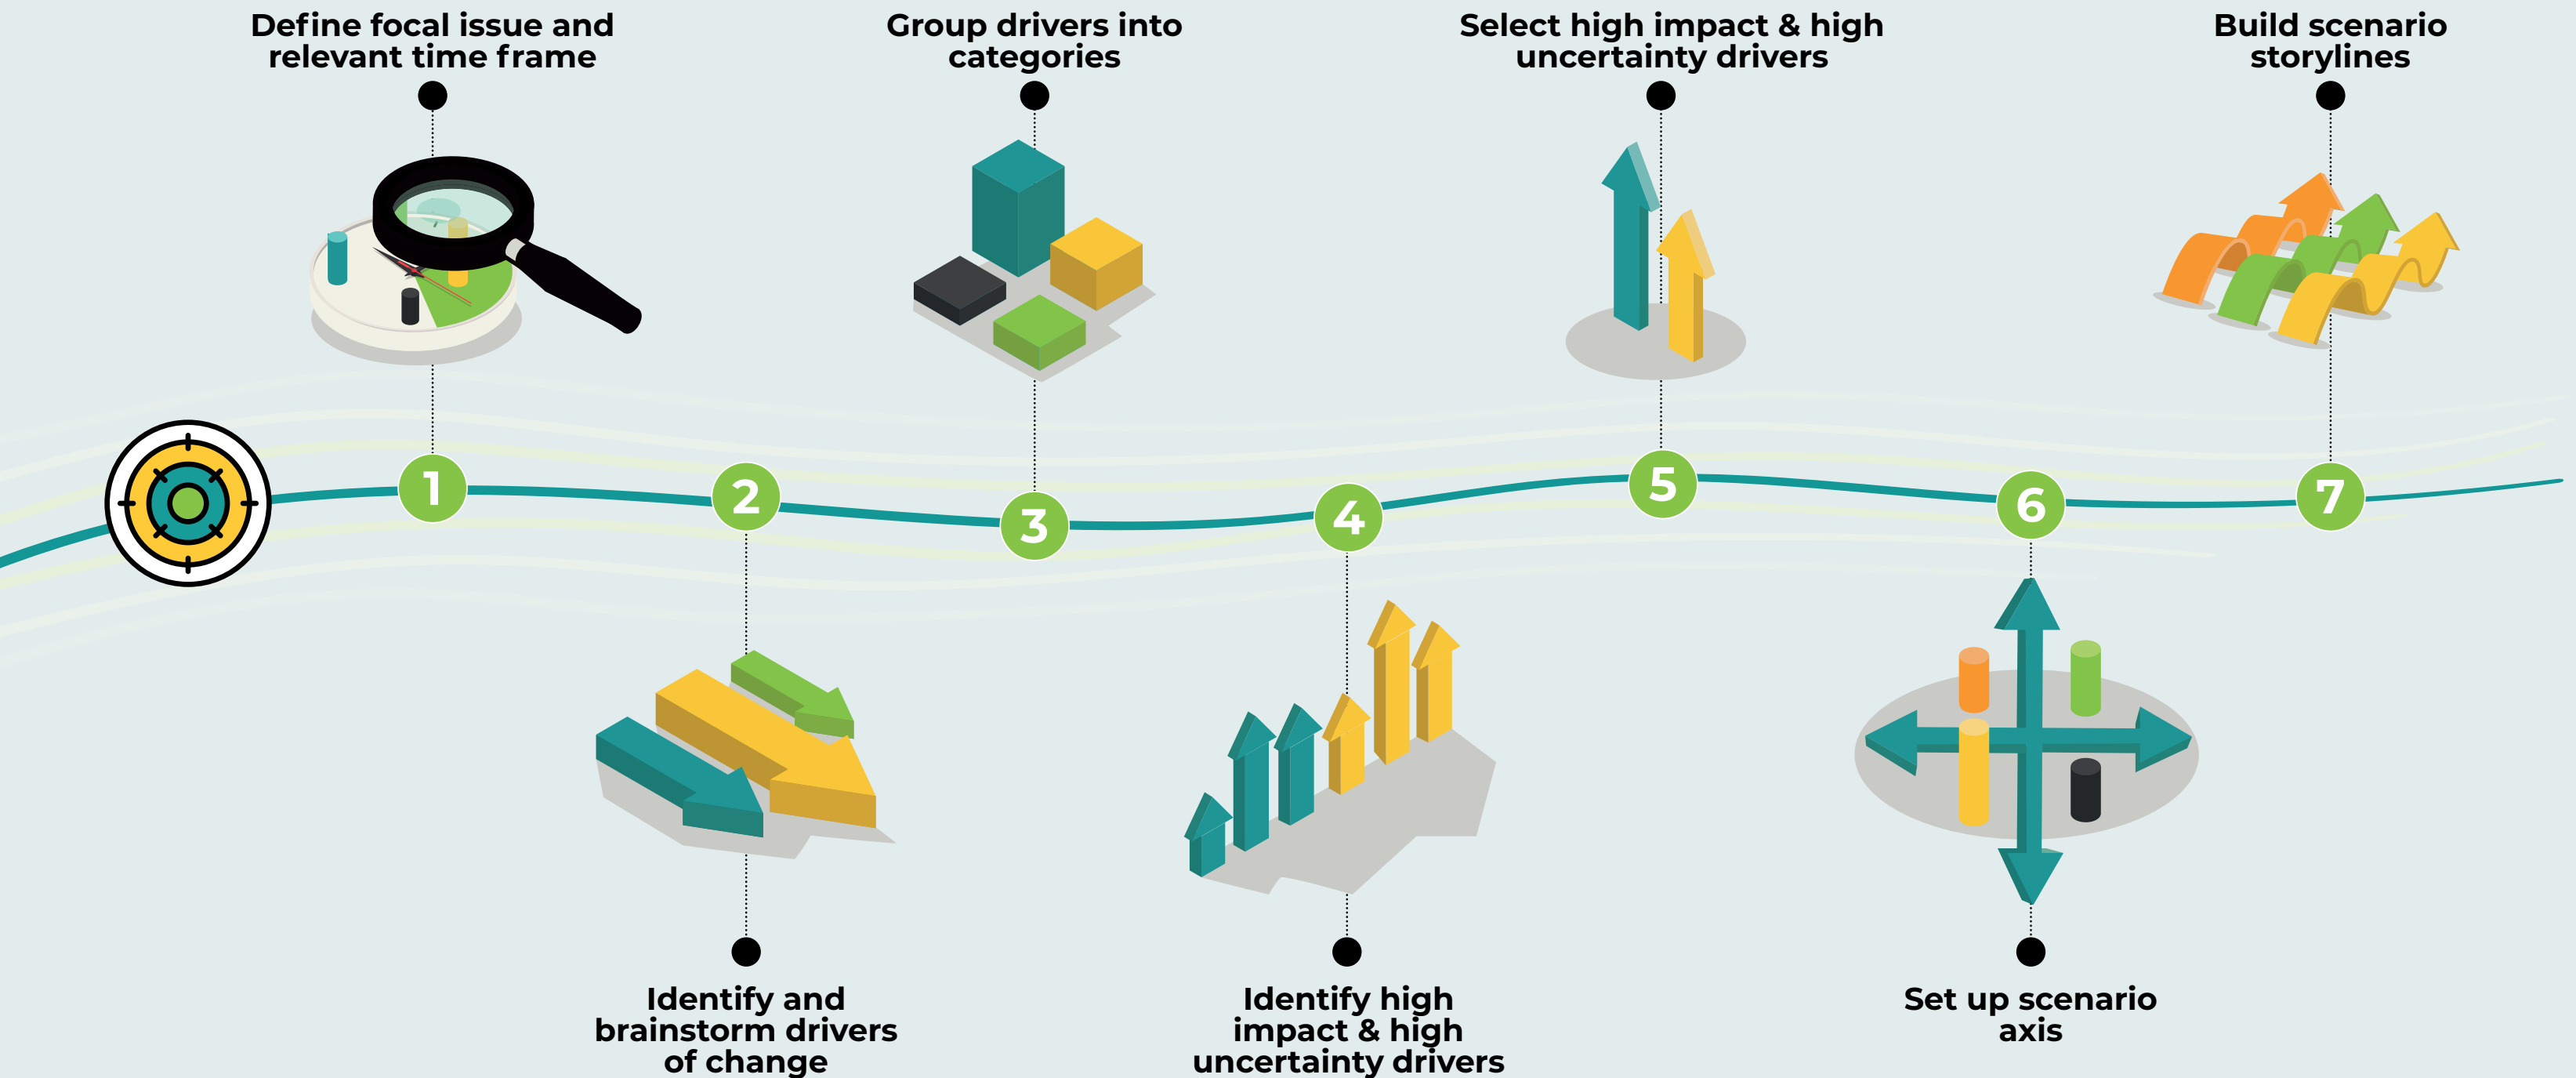 Define focal issue and
relevant time frame
Group drivers into
categories
Select high impact & high
uncertainty drivers
Build scenario
storylines
1
2
3
4
5
6
7
Identify and
brainstorm drivers
of change
Identify high
impact & high
uncertainty drivers
Set up scenario
axis